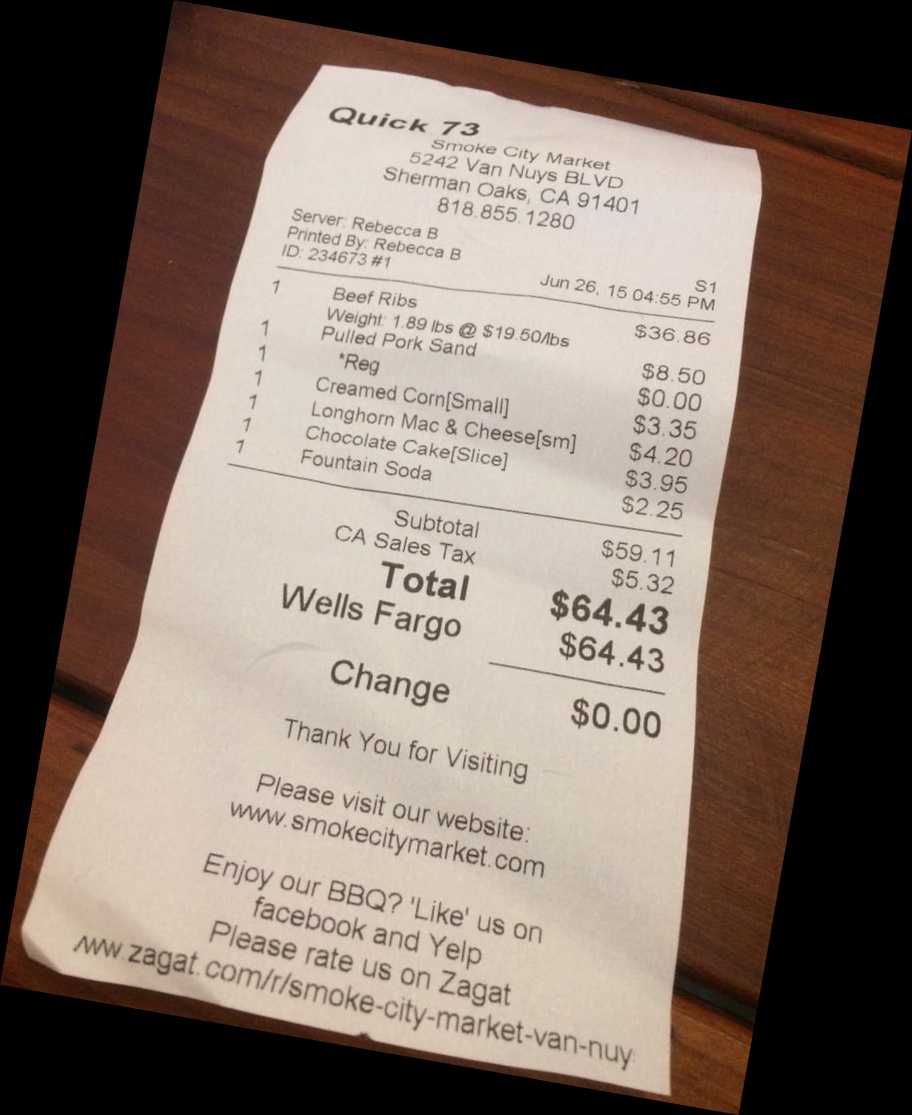 Quick 73
Smoke City Market
5242 Van Nuys BLVD
Sherman Oaks, CA 91401
818.855.1280
Server: Rebecca B
Printed By: Rebecca B S1
ID: 234673 #1 Jun 26, 15 04:55 PM
1 Beef Ribs $36.86
Weight: 1.89 lbs @ $19.50/lbs
1 Pulled Pork Sand $8.50
1 *Reg $0.00
1 Creamed Corn[Small] $3.35
1 Longhorn Mac & Cheese[sm] $4.20
1 Chocolate Cake[Slice] $3.95
1 Fountain Soda $2.25
Subtotal $59.11
CA Sales Tax $5.32
Total $64.43
Wells Fargo $64.43
Change $0.00
Thank You for Visiting
Please visit our website:
www.smokecitymarket.com
Enjoy our BBQ? 'Like' us on
facebook and Yelp
Please rate us on Zagat
ww.zagat.com/r/smoke-city-market-van-nuy